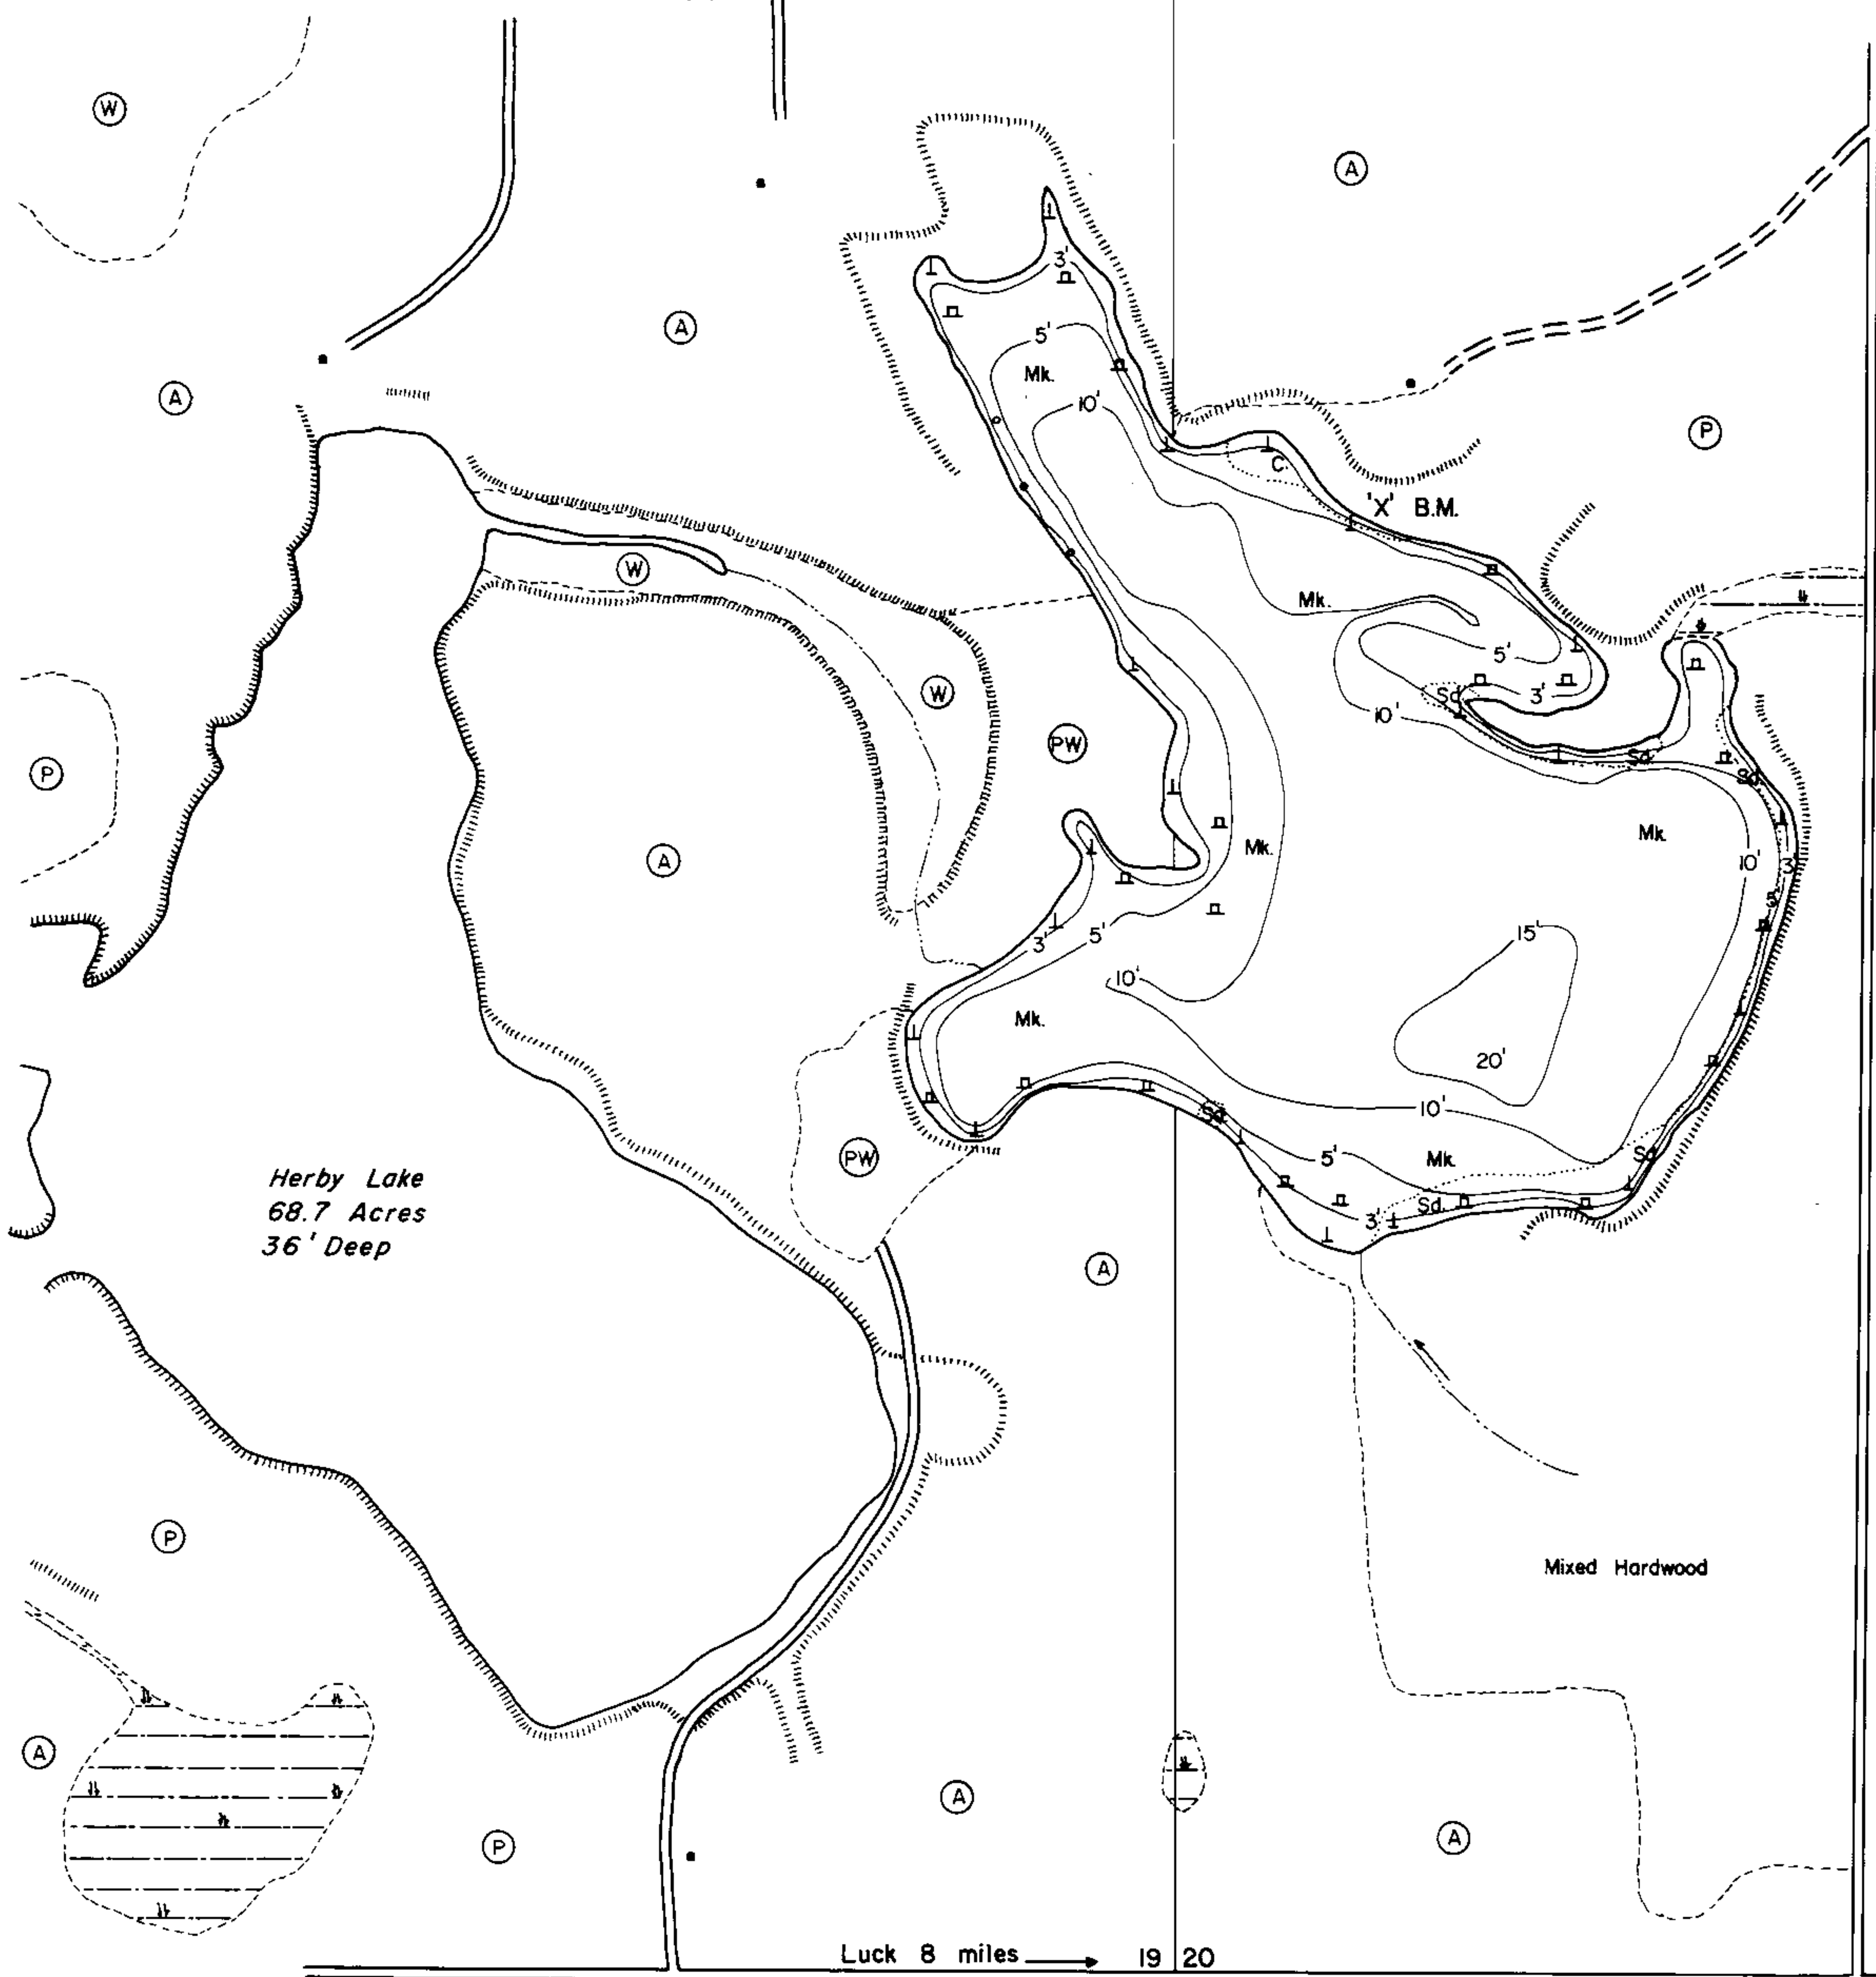 W
A
A
A
3'
5'
Mk.
10'
P
C
'X' B.M.
W
Mk.
5'
W
Sd.
3'
10'
PW
P
Sd.
Sd.
Mk.
Mk.
A
10'
3'
5'
3'
5'
15'
10'
Mk.
20'
10'
Sd.
5'
Mk.
Sd.
PW
Herby Lake
68.7 Acres
36' Deep
3'
Sd.
A
P
Mixed Hardwood
A
A
A
P
Luck 8 miles
19 20